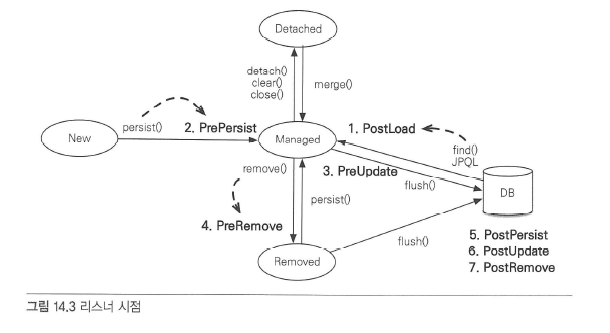 Detached
detach()
clear()
close()
merge()
New
persist()
2. PrePersist
Managed
1. PostLoad
find()
JPQL
remove()
3. PreUpdate
flush()
DB
persist()
4. PreRemove
flush()
Removed
5. PostPersist
6. PostUpdate
7. PostRemove
그림 14.3 리스너 시점